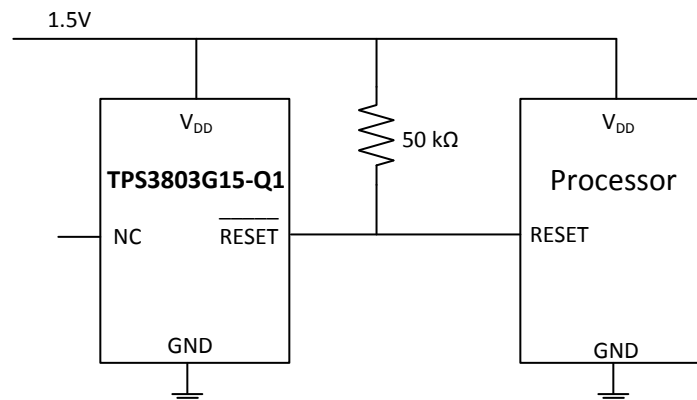 1.5V
V_DD
V_DD
50 kΩ
TPS3803G15-Q1
Processor
NC
RESET
RESET
GND
GND